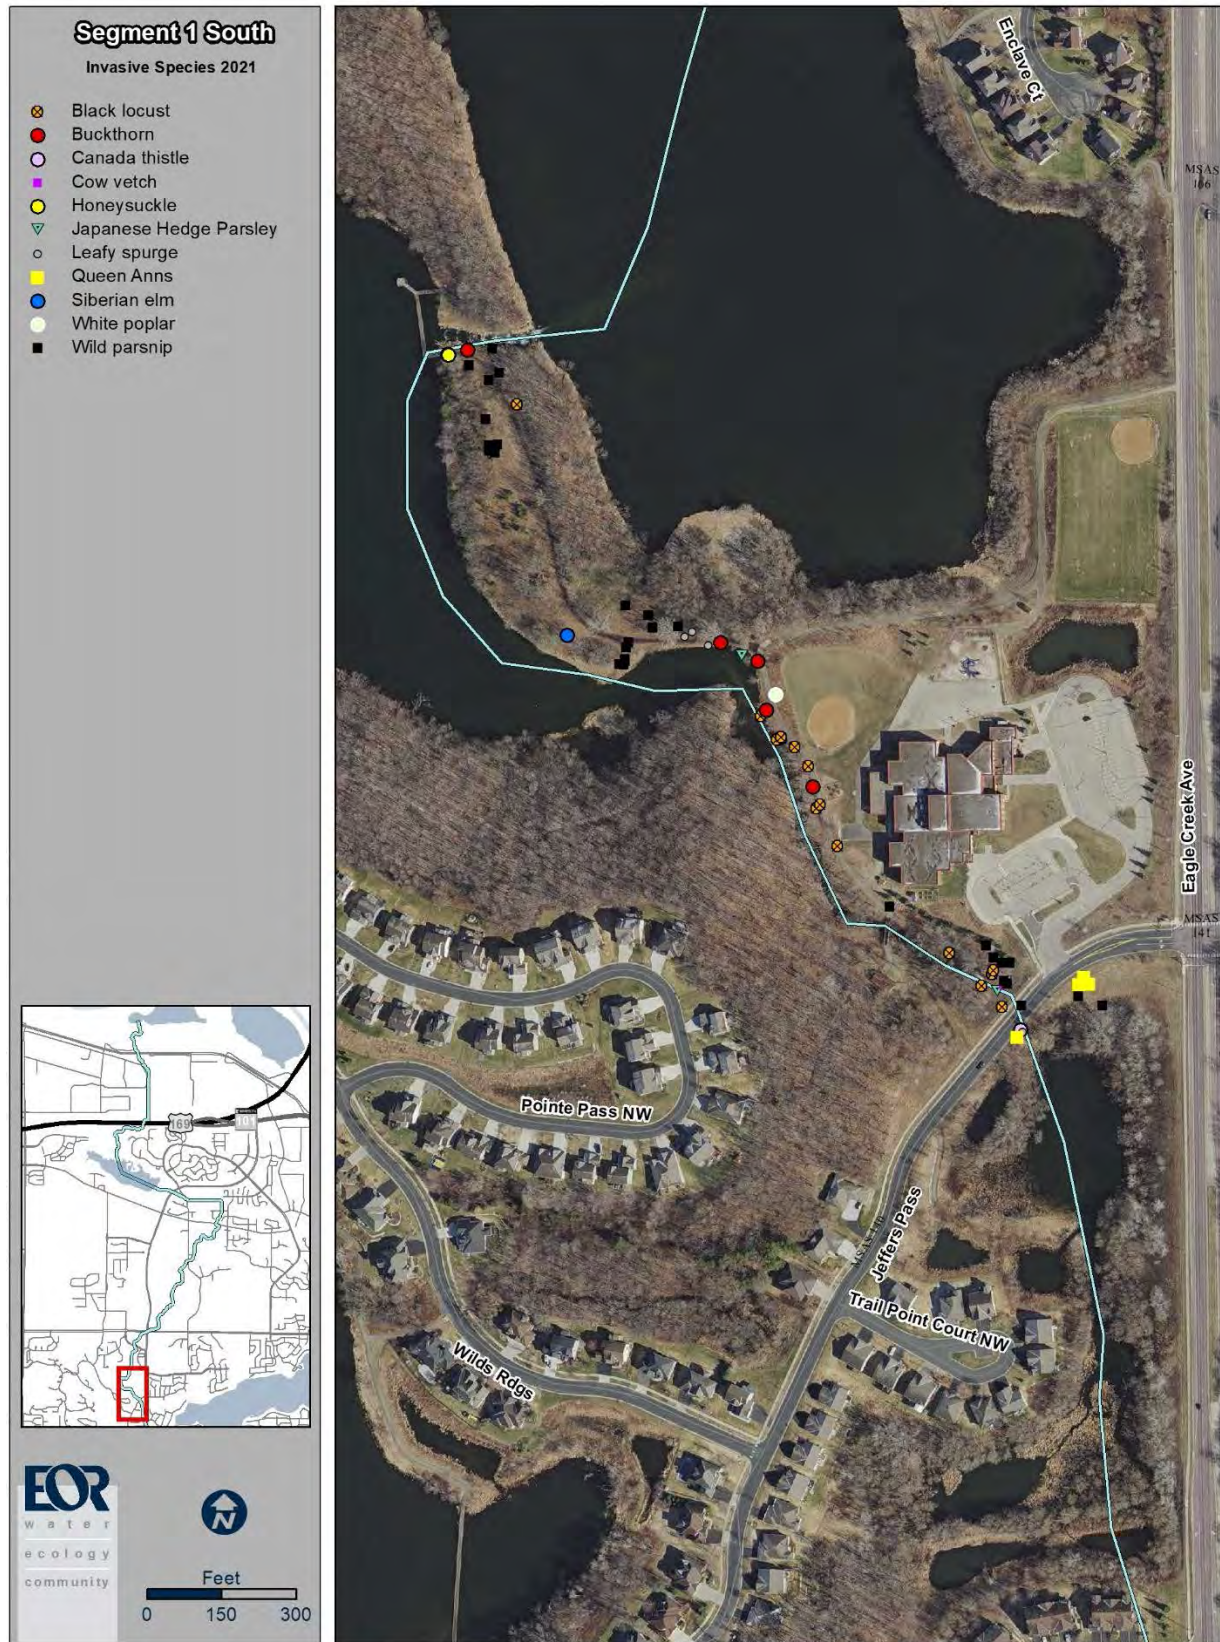 Segment 1 South
Invasive Species 2021
Black locust
Buckthorn
Canada thistle
Cow vetch
Honeysuckle
Japanese Hedge Parsley
Leafy spurge
Queen Anns
Siberian elm
White poplar
Wild parsnip
169
101
EOR
water
ecology
community
N
Feet
0 150 300
Enclave Ct
MSAS
166
Eagle Creek Ave
MSAS
141
Pointe Pass NW
Jeffers Pass
MSAS
Trail Point Court NW
Wilds Rdgs